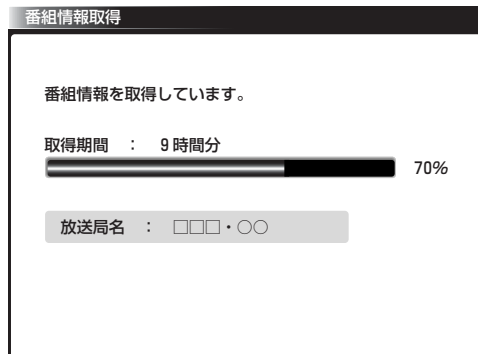 番組情報取得
番組情報を取得しています。
取得期間 ： 9時間分
70%
放送局名 ： □□□・○○